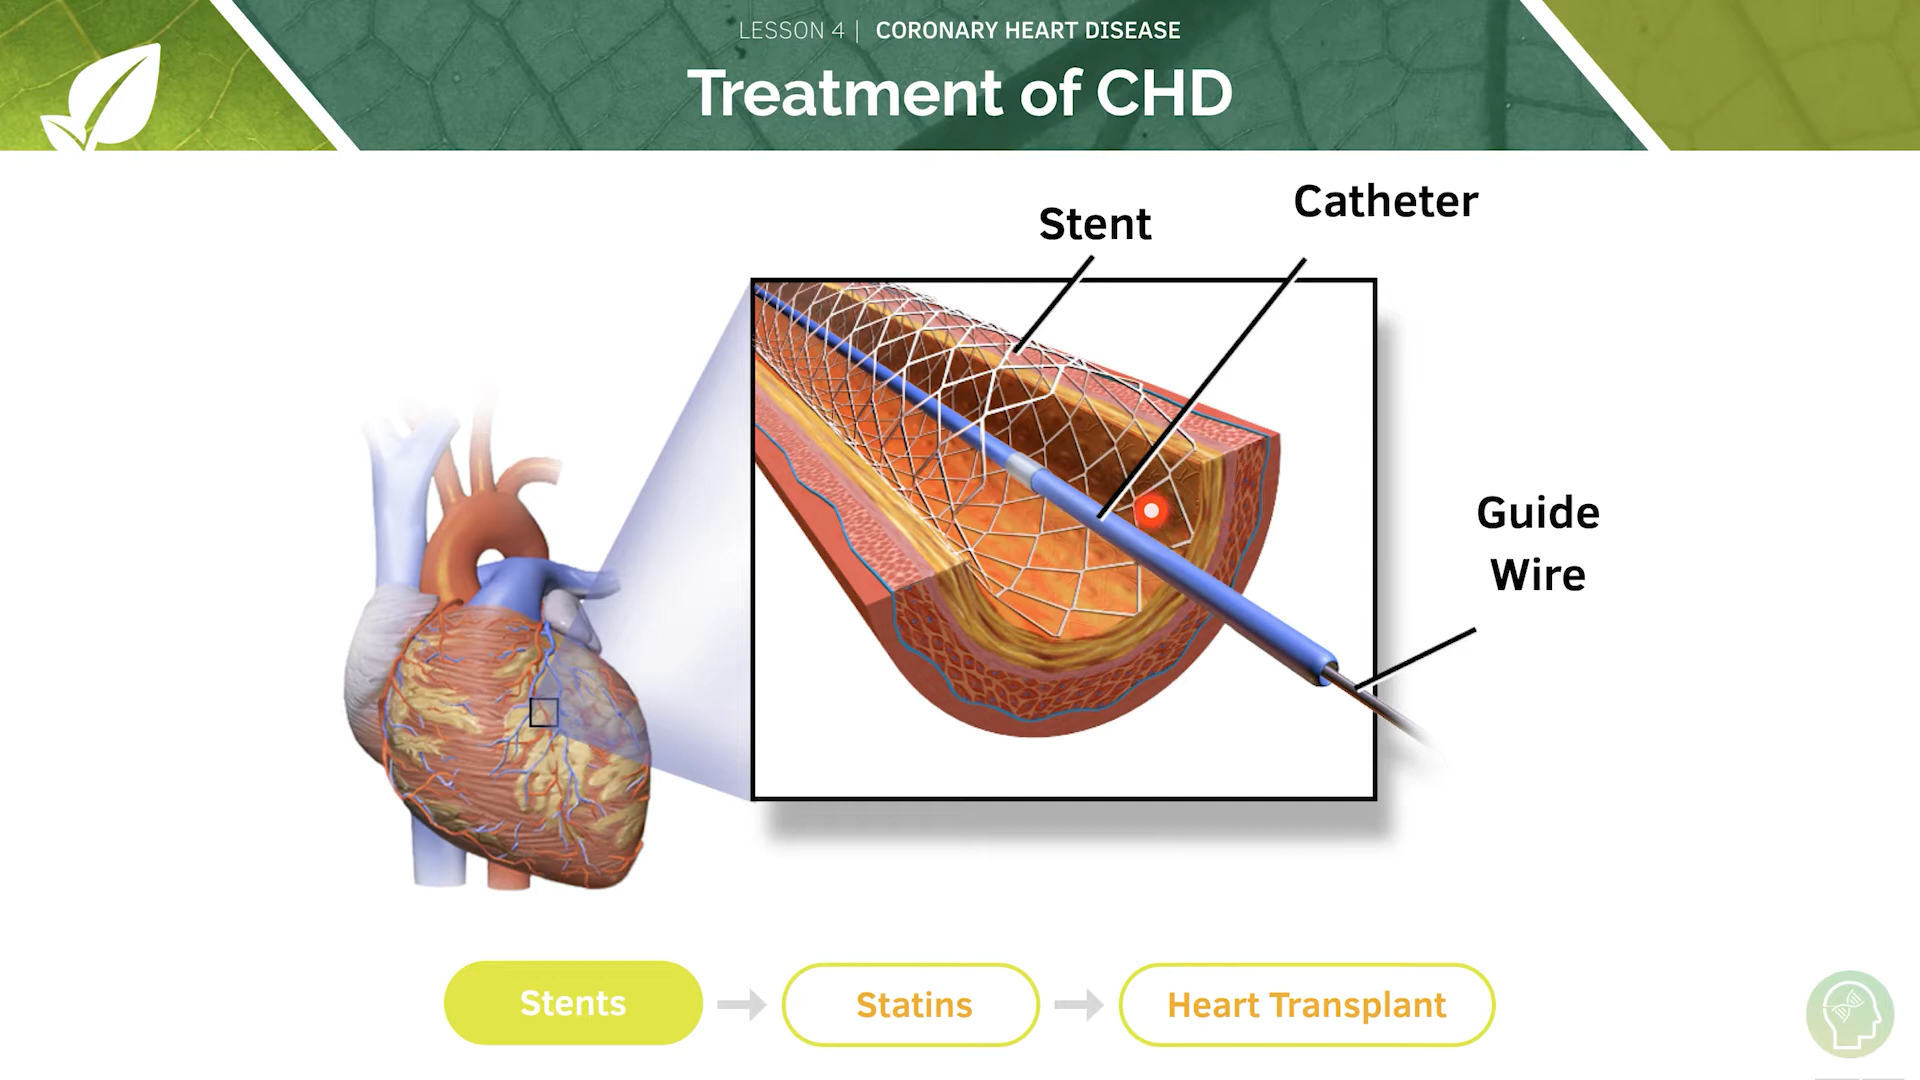 LESSON 4 | CORONARY HEART DISEASE
Treatment of CHD
Stent
Catheter
Guide
Wire
Stents
Statins
Heart Transplant